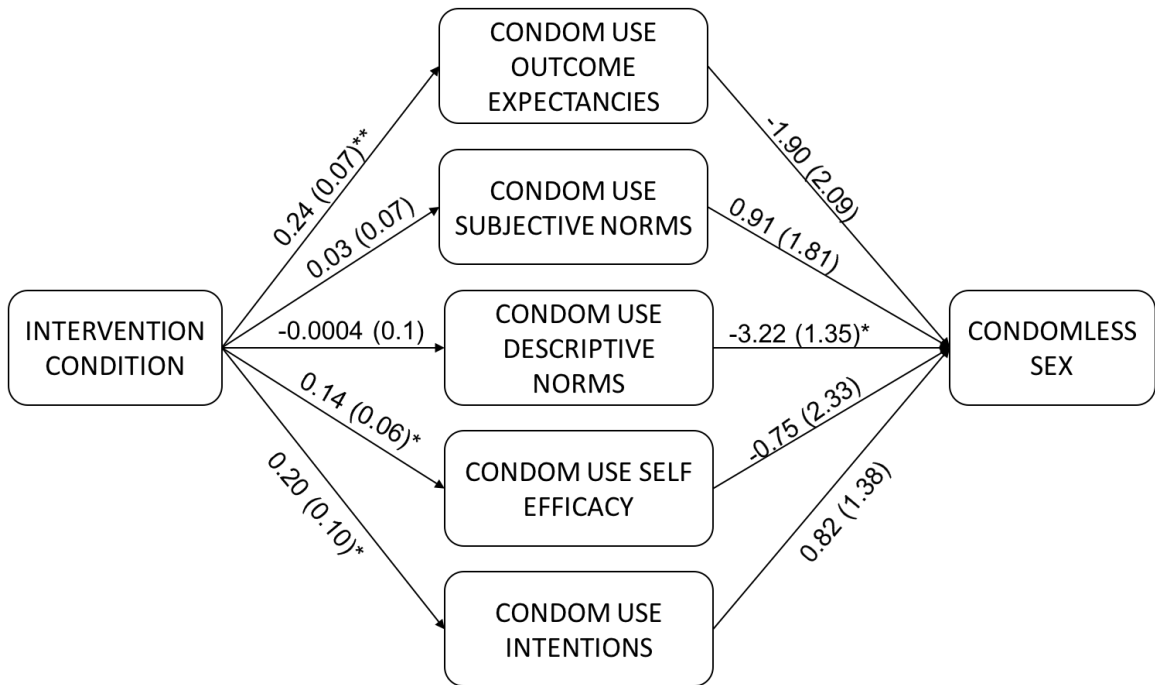 CONDOM USE
OUTCOME
EXPECTANCIES
0.24 (0.07)**
-1.90 (2.09)
CONDOM USE
SUBJECTIVE NORMS
0.03 (0.07)
0.91 (1.81)
INTERVENTION
CONDITION
-0.0004 (0.1)
CONDOM USE
DESCRIPTIVE
NORMS
-3.22 (1.35)*
CONDOMLESS
SEX
0.14 (0.06)*
CONDOM USE SELF
EFFICACY
-0.75 (2.33)
0.20 (0.10)*
CONDOM USE
INTENTIONS
0.82 (1.38)